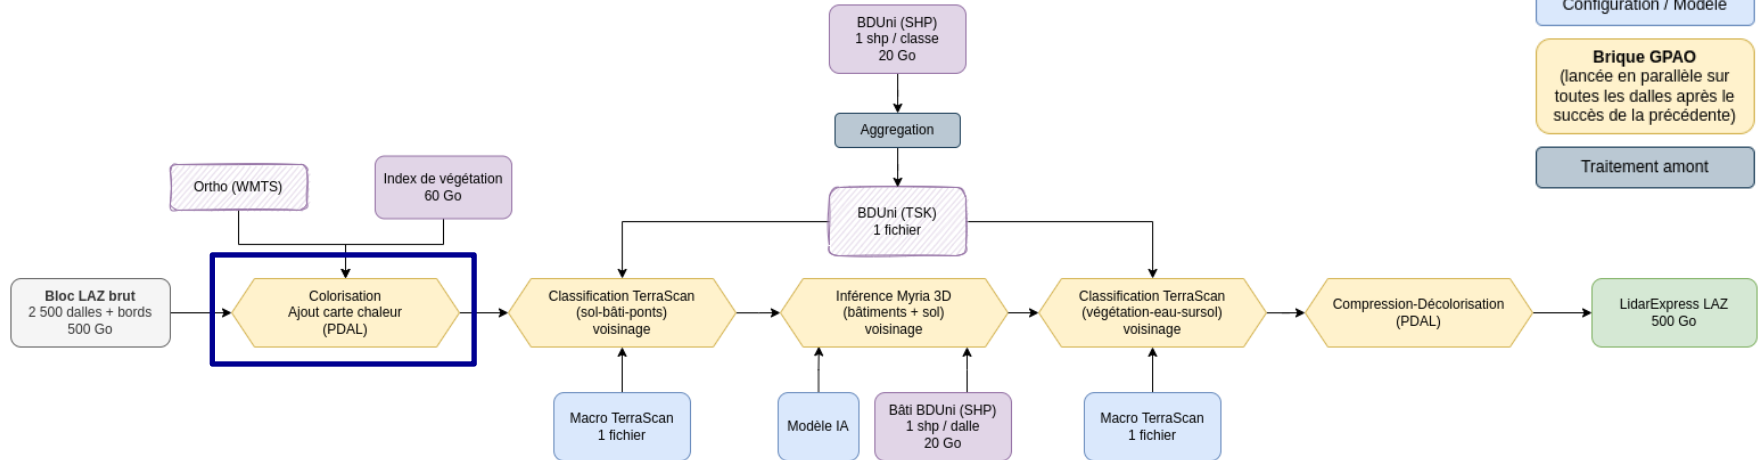 Configuration / Modèle
BDUni (SHP)
1 shp / classe
20 Go
Brique GPAO
(lancée en parallèle sur
toutes les dalles après le
succès de la précédente)
Aggregation
Traitement amont
Ortho (WMTS)
Index de végétation
60 Go
BDUni (TSK)
1 fichier
Bloc LAZ brut
2 500 dalles + bords
500 Go
Colorisation
Ajout carte chaleur
(PDAL)
Classification TerraScan
(sol-bâti-ponts)
voisinage
Inférence Myria 3D
(bâtiments + sol)
voisinage
Classification TerraScan
(végétation-eau-sursol)
voisinage
Compression-Décolorisation
(PDAL)
LidarExpress LAZ
500 Go
Macro TerraScan
1 fichier
Modèle IA
Bâti BDUni (SHP)
1 shp / dalle
20 Go
Macro TerraScan
1 fichier